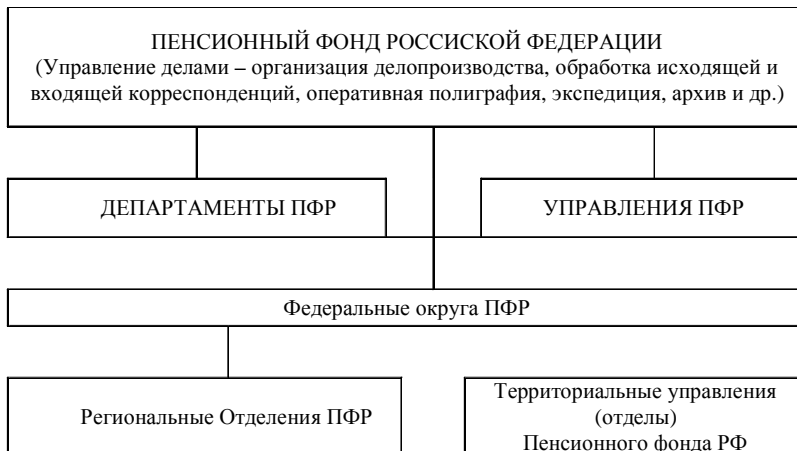 ПЕНСИОННЫЙ ФОНД РОССИСКОЙ ФЕДЕРАЦИИ
(Управление делами – организация делопроизводства, обработка исходящей и
входящей корреспонденций, оперативная полиграфия, экспедиция, архив и др.)
ДЕПАРТАМЕНТЫ ПФР
УПРАВЛЕНИЯ ПФР
Федеральные округа ПФР
Региональные Отделения ПФР
Территориальные управления
(отделы)
Пенсионного фонда РФ